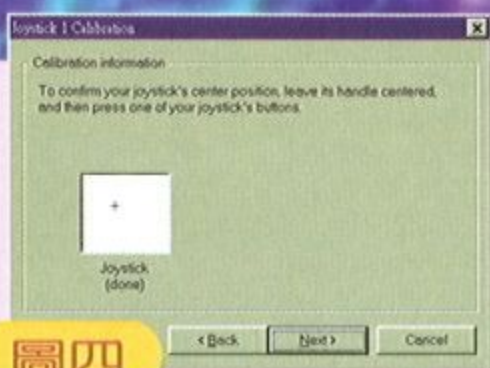 Joystick 1 Calibration
Calibration information
To confirm your joystick's center position, leave its handle centered,
and then press one of your joystick's buttons.
Joystick
(done)
< Back
Next >
Cancel
圖四